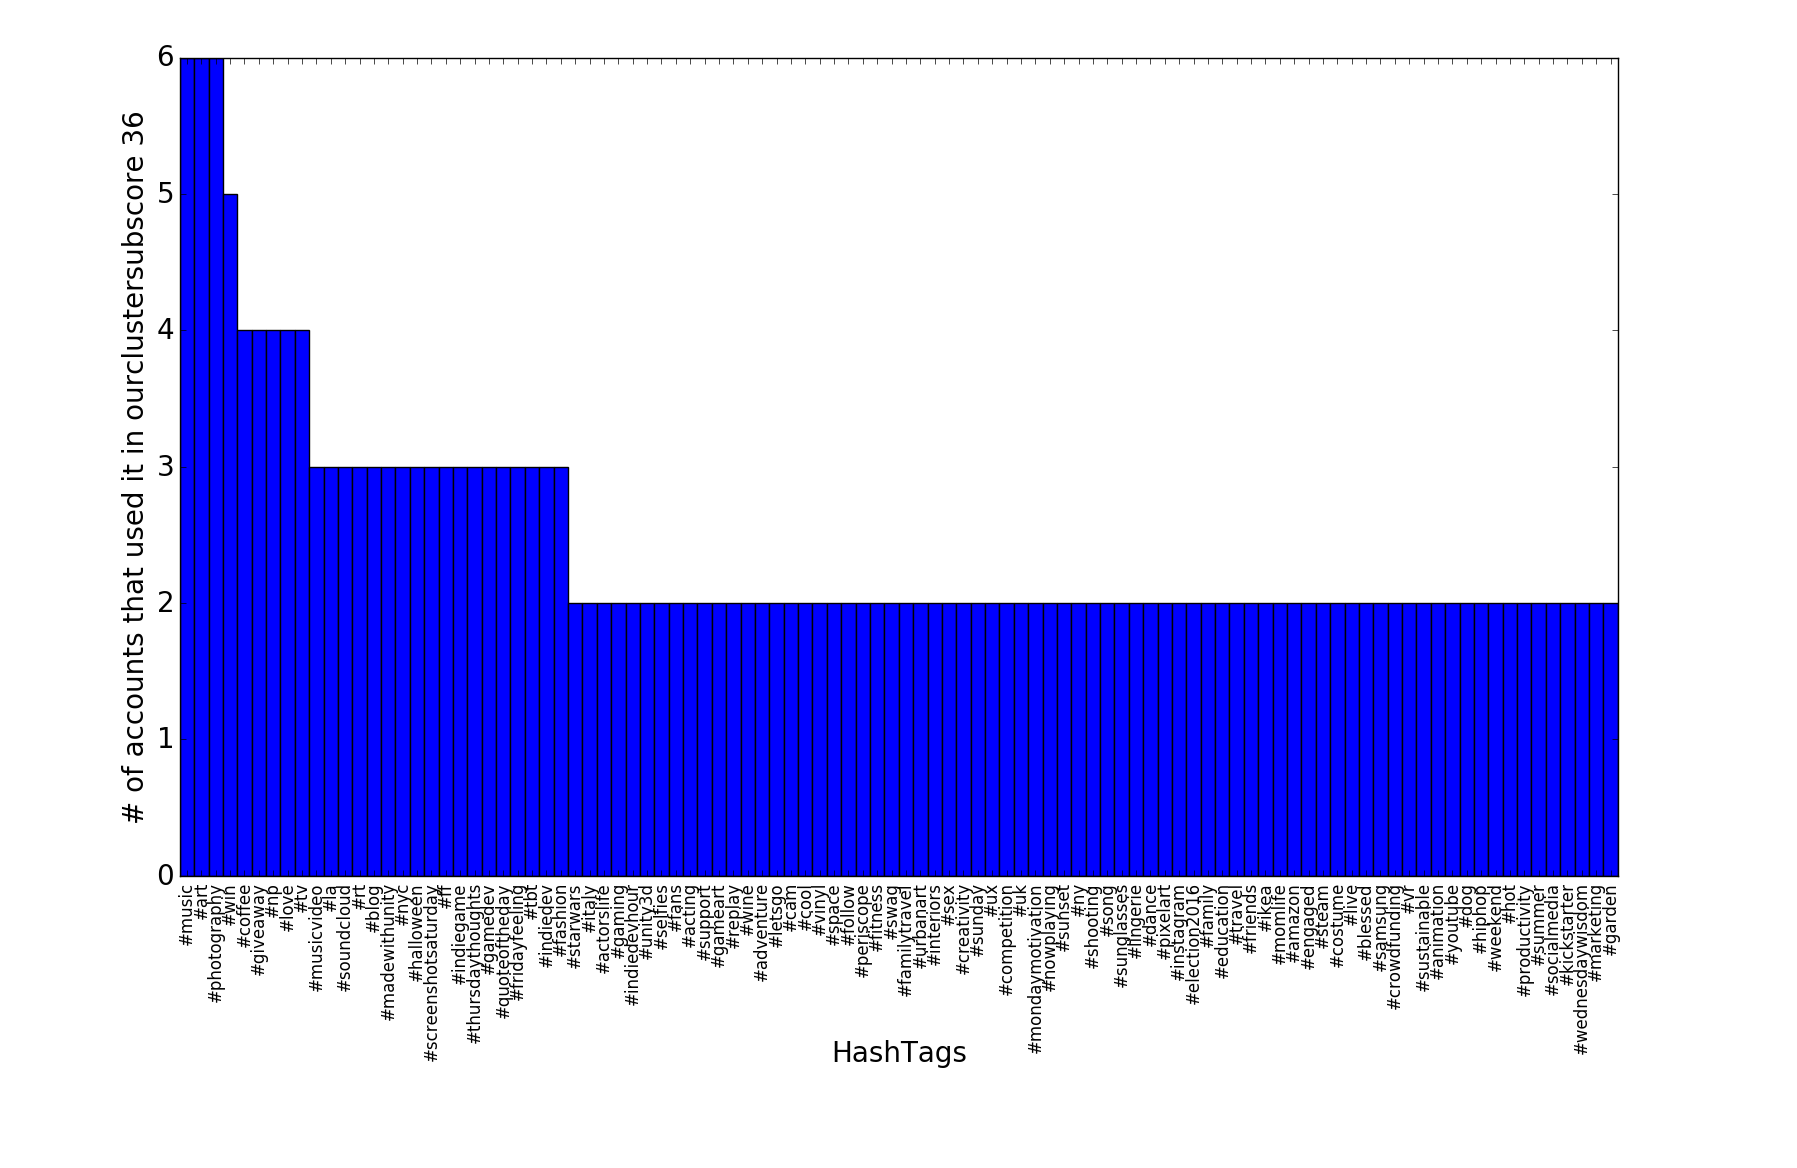 # of accounts that used it in ourclustersubscore 36
6
5
4
3
2
1
0
#music
#art
#photography
#win
#coffee
#giveaway
#np
#love
#tv
#musicvideo
#la
#soundcloud
#rt
#blog
#madewithunity
#nyc
#halloween
#screenshotsaturday
#ff
#indiegame
#thursdaythoughts
#gamedev
#quoteoftheday
#fridayfeeling
#tbt
#indiedev
#fashion
#starwars
#italy
#actorslife
#gaming
#indiedevhour
#unity3d
#selfies
#fans
#acting
#support
#gameart
#replay
#wine
#adventure
#letsgo
#cam
#cool
#vinyl
#space
#follow
#periscope
#fitness
#swag
#familytravel
#urbanart
#interiors
#sex
#creativity
#sunday
#ux
#competition
#uk
#mondaymotivation
#nowplaying
#sunset
#ny
#shooting
#song
#sunglasses
#lingerie
#dance
#pixelart
#instagram
#election2016
#family
#education
#travel
#friends
#ikea
#momlife
#amazon
#engaged
#steam
#costume
#live
#blessed
#samsung
#crowdfunding
#vr
#sustainable
#animation
#youtube
#dog
#hiphop
#weekend
#hot
#productivity
#summer
#socialmedia
#kickstarter
#wednesdaywisdom
#marketing
#garden
HashTags